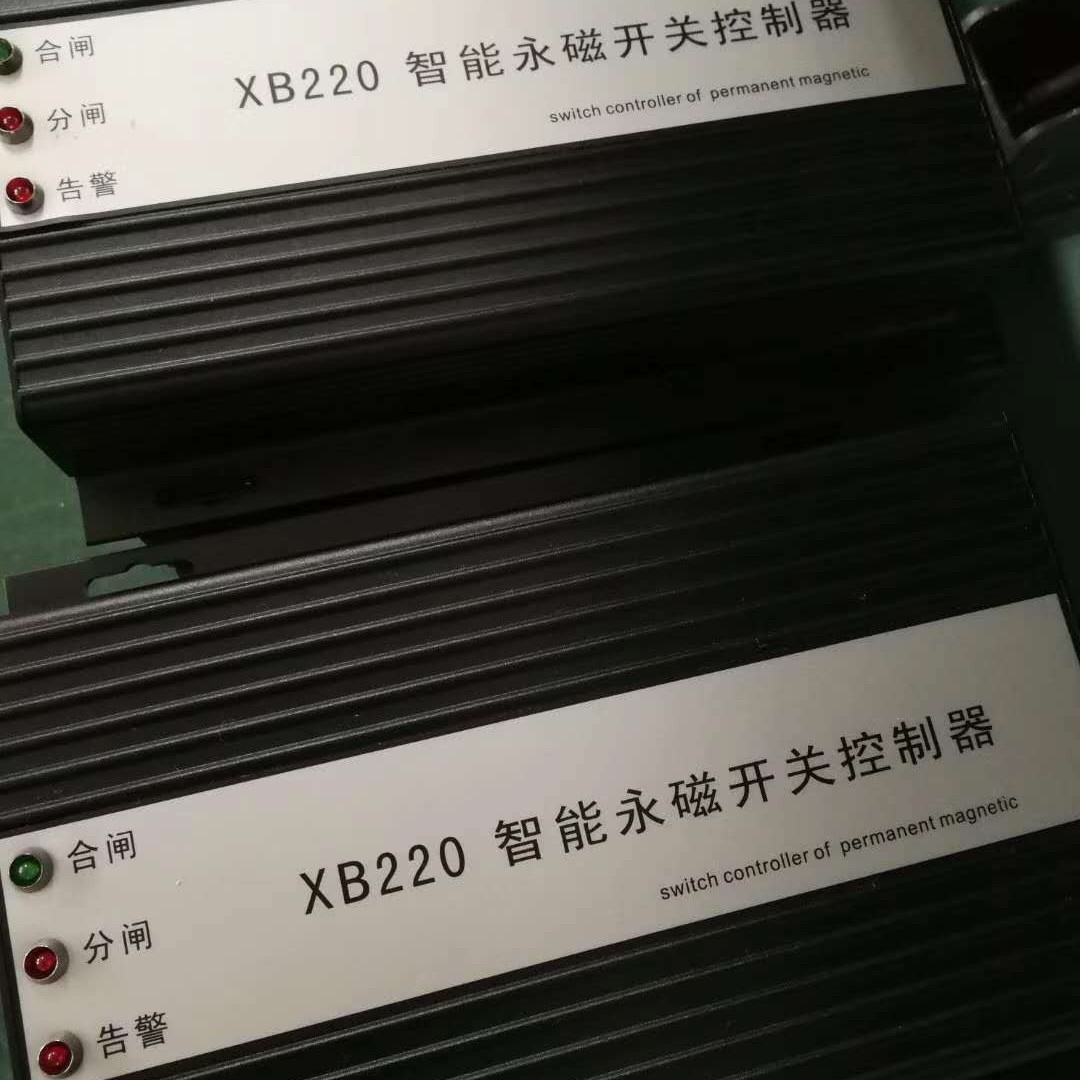 合闸
分闸
告警
XB220 智能永磁开关控制器
switch controller of permanent magnetic
合闸
分闸
告警
XB220 智能永磁开关控制器
switch controller of permanent magnetic